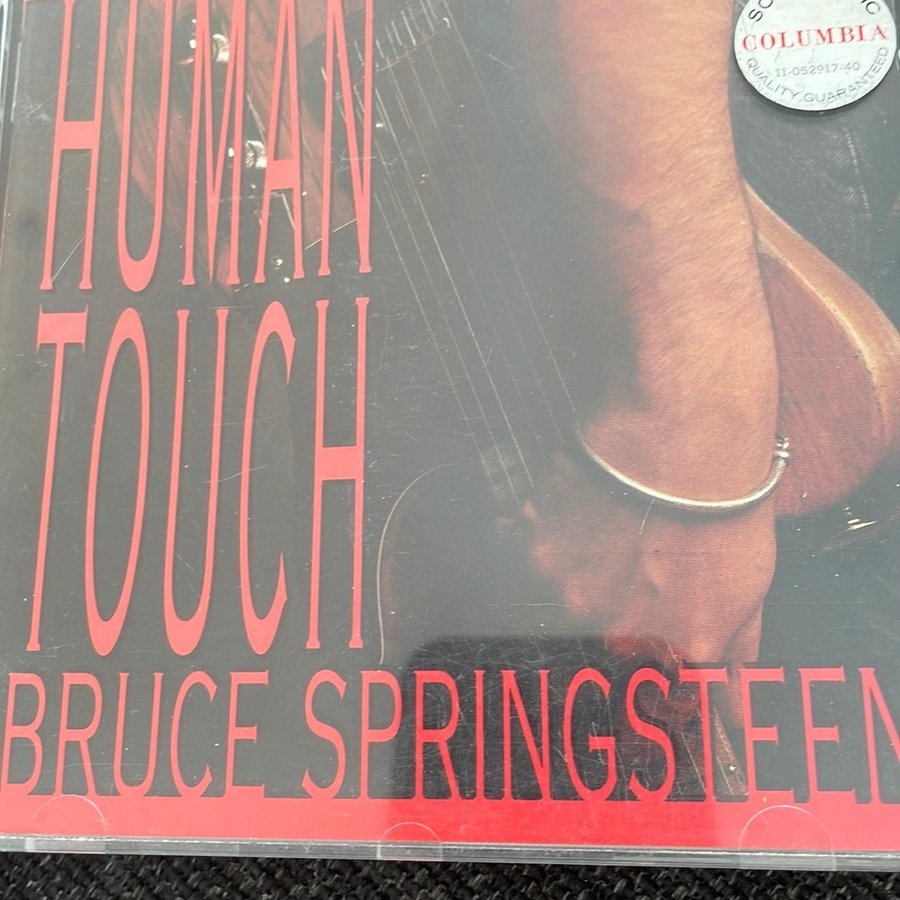 COLUMBIA
11-052917-40
QUALITY GUARANTEED
HUMAN
TOUCH
BRUCE SPRINGSTEEN